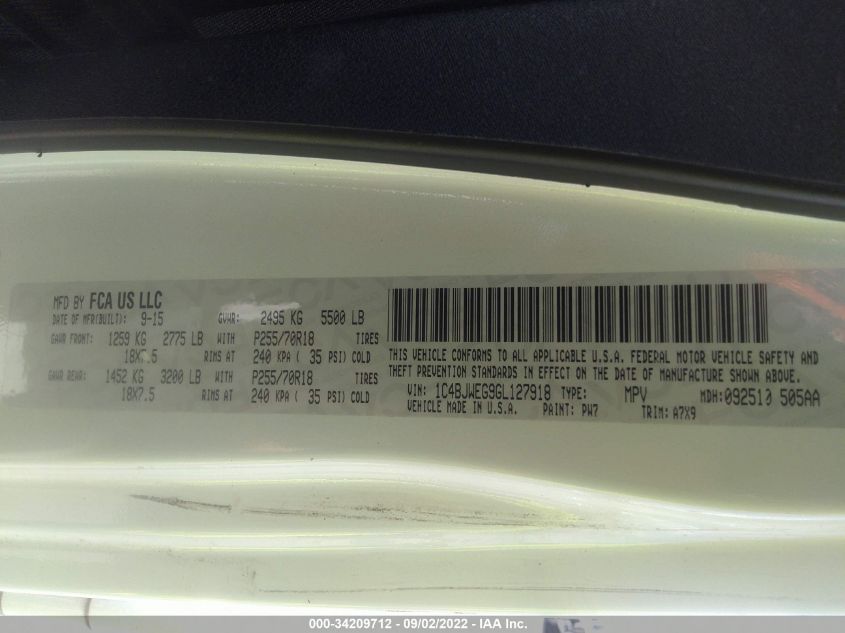 MFD BY FCA US LLC
DATE OF MFR(BUILT): 9-15 GVWR: 2495 KG 5500 LB
GAWR FRONT: 1259 KG 2775 LB WITH P255/70R18 TIRES
18X7.5 RIMS AT 240 KPA ( 35 PSI) COLD
GAWR REAR: 1452 KG 3200 LB WITH P255/70R18 TIRES
18X7.5 RIMS AT 240 KPA ( 35 PSI) COLD
THIS VEHICLE CONFORMS TO ALL APPLICABLE U.S.A. FEDERAL MOTOR VEHICLE SAFETY AND
THEFT PREVENTION STANDARDS IN EFFECT ON THE DATE OF MANUFACTURE SHOWN ABOVE.
VIN: 1C4BJWEG9GL127918 TYPE: MPV MDH:092510 505AA
VEHICLE MADE IN U.S.A. PAINT: PW7 TRIM: A7X9
000-34209712 - 09/02/2022 - IAA Inc.